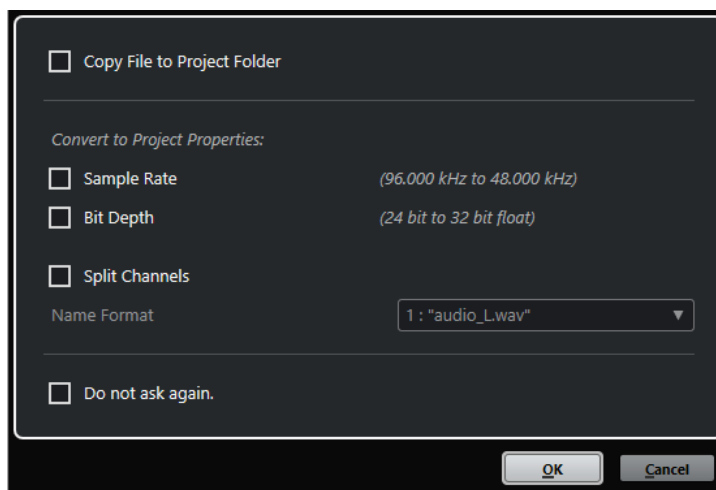 Copy File to Project Folder
Convert to Project Properties:
Sample Rate (96.000 kHz to 48.000 kHz)
Bit Depth (24 bit to 32 bit float)
Split Channels
Name Format 1 : "audio_L.wav"
Do not ask again.
OK Cancel